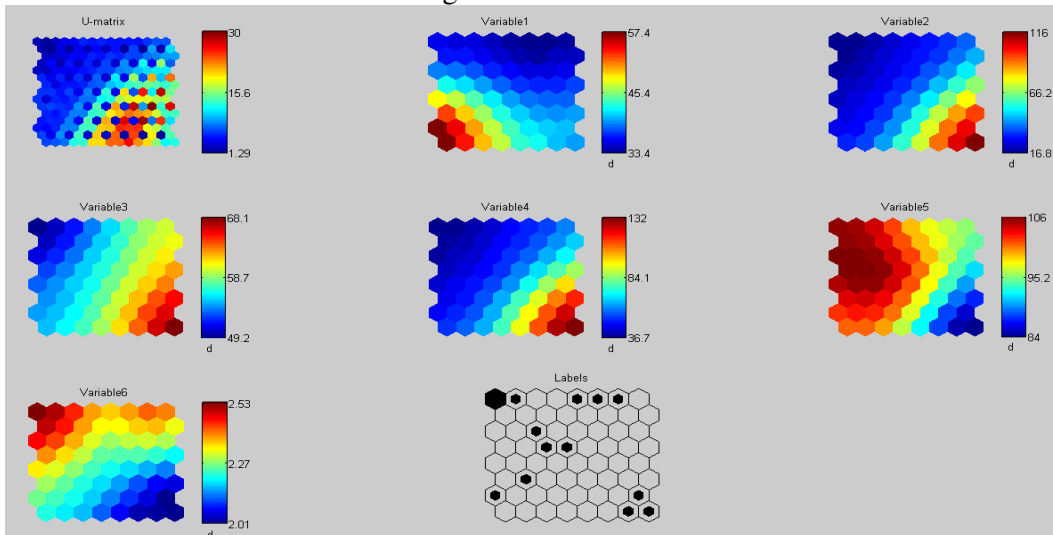 U-matrix
30
15.6
1.29
Variable1
57.4
45.4
33.4
d
Variable2
116
66.2
16.8
d
Variable3
68.1
58.7
49.2
d
Variable4
132
84.1
36.7
d
Variable5
106
95.2
84
d
Variable6
2.53
2.27
2.01
Labels